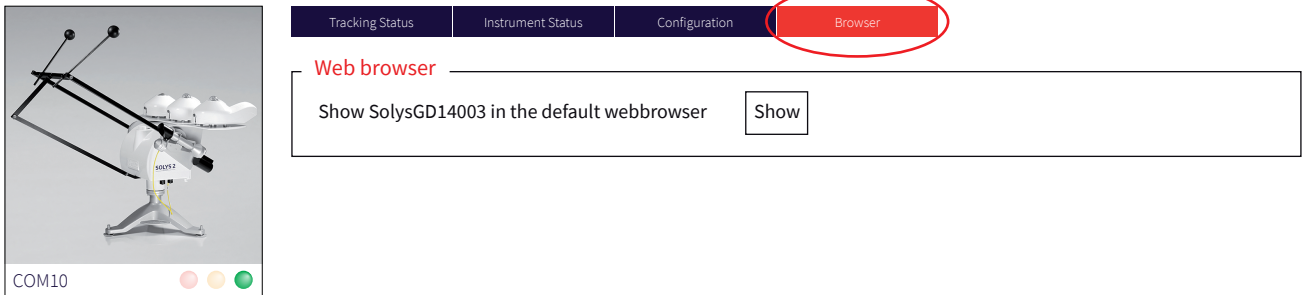 Tracking Status
Instrument Status
Configuration
Browser
Web browser
Show SolysGD14003 in the default webbrowser
Show
SOLYS 2
COM10